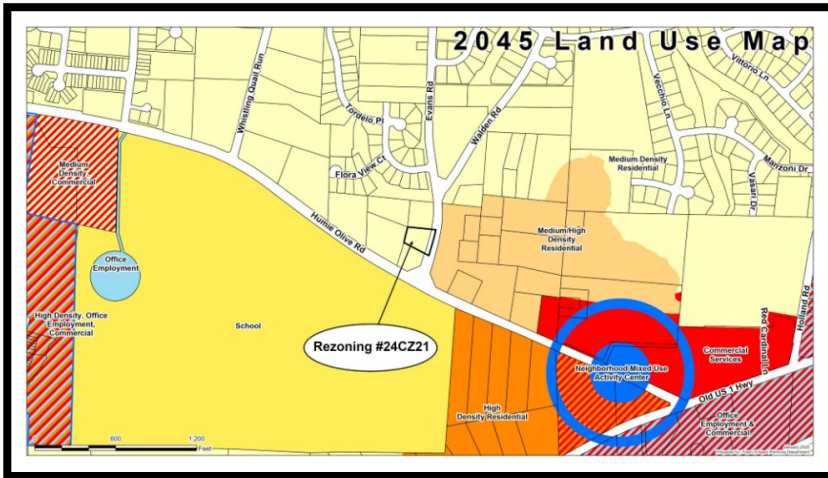 2045 Land Use Map
Whistling Quail Run
Tordelo Pl
Evans Rd
Walden Rd
Vecchio Ln
Vittorio Ln
Manzoni Dr
Vasari Dr
Flora View Ct
Medium
Density
Commercial
Medium Density
Residential
Humie Olive Rd
Medium/High
Density
Residential
Office
Employment
High Density, Office
Employment,
Commercial
School
Rezoning #24CZ21
Holland Rd
Red Cardinal Ln
Commercial
Services
Neighborhood Mixed Use
Activity Center
Old US 1 Hwy
High
Density Residential
Office
Employment &
Commercial
0 600 1,200
Feet